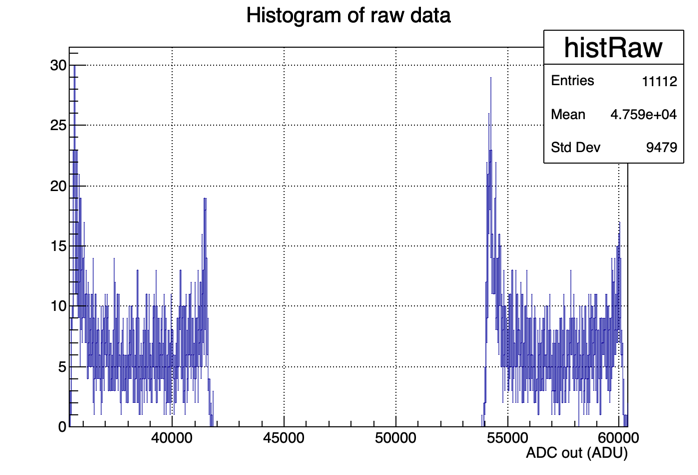 Histogram of raw data
histRaw
Entries 11112
Mean 4.759e+04
Std Dev 9479
30
25
20
15
10
5
0
40000 45000 50000 55000 60000
ADC out (ADU)